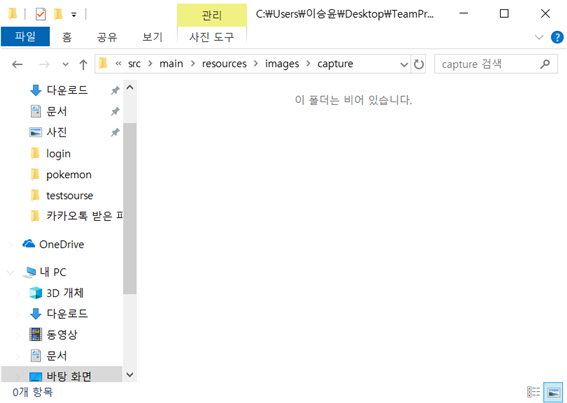 관리
C:₩Users₩이승윤₩Desktop₩TeamPr...
파일 홈 공유 보기 사진 도구
« src > main > resources > images > capture
capture 검색
다운로드
이 폴더는 비어 있습니다.
문서
사진
login
pokemon
testsourse
카카오톡 받은 파
OneDrive
내 PC
3D 개체
다운로드
동영상
문서
바탕 화면
0개 항목